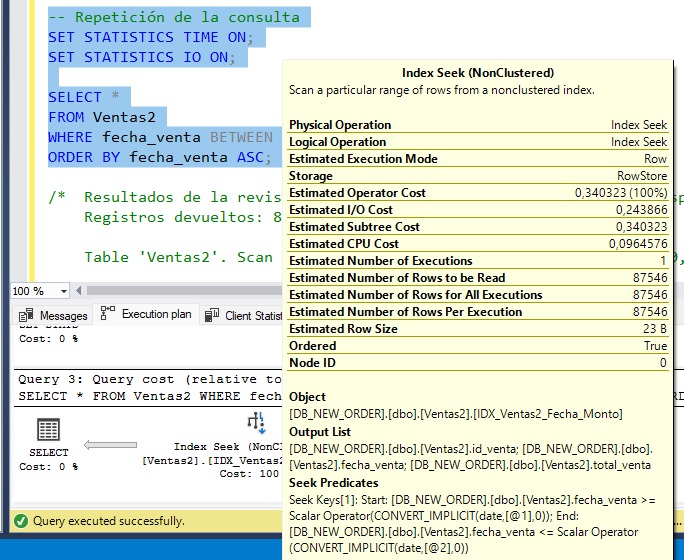 -- Repetición de la consulta
SET STATISTICS TIME ON;
SET STATISTICS IO ON;
SELECT *
FROM Ventas2
WHERE fecha_venta BETWEEN
ORDER BY fecha_venta ASC;
/* Resultados de la revis
Registros devueltos: 8
Table 'Ventas2'. Scan
100 %
Messages
Execution plan
Client Statist
Cost: 0 %
Query 3: Query cost (relative to
SELECT * FROM Ventas2 WHERE fech
SELECT
Cost: 0 %
Index Seek (NonCl
[Ventas2].[IDX_Ventas2
Cost: 100
Query executed successfully.
Index Seek (NonClustered)
Scan a particular range of rows from a nonclustered index.
Physical Operation Index Seek
Logical Operation Index Seek
Estimated Execution Mode Row
Storage RowStore
Estimated Operator Cost 0,340323 (100%)
Estimated I/O Cost 0,243866
Estimated Subtree Cost 0,340323
Estimated CPU Cost 0,0964576
Estimated Number of Executions 1
Estimated Number of Rows to be Read 87546
Estimated Number of Rows for All Executions 87546
Estimated Number of Rows Per Execution 87546
Estimated Row Size 23 B
Ordered True
Node ID 0
Object
[DB_NEW_ORDER].[dbo].[Ventas2].[IDX_Ventas2_Fecha_Monto]
Output List
[DB_NEW_ORDER].[dbo].[Ventas2].id_venta; [DB_NEW_ORDER].[dbo].
[Ventas2].fecha_venta; [DB_NEW_ORDER].[dbo].[Ventas2].total_venta
Seek Predicates
Seek Keys[1]: Start: [DB_NEW_ORDER].[dbo].[Ventas2].fecha_venta >=
Scalar Operator(CONVERT_IMPLICIT(date,[@1],0)); End:
[DB_NEW_ORDER].[dbo].[Ventas2].fecha_venta <= Scalar Operator
(CONVERT_IMPLICIT(date,[@2],0))